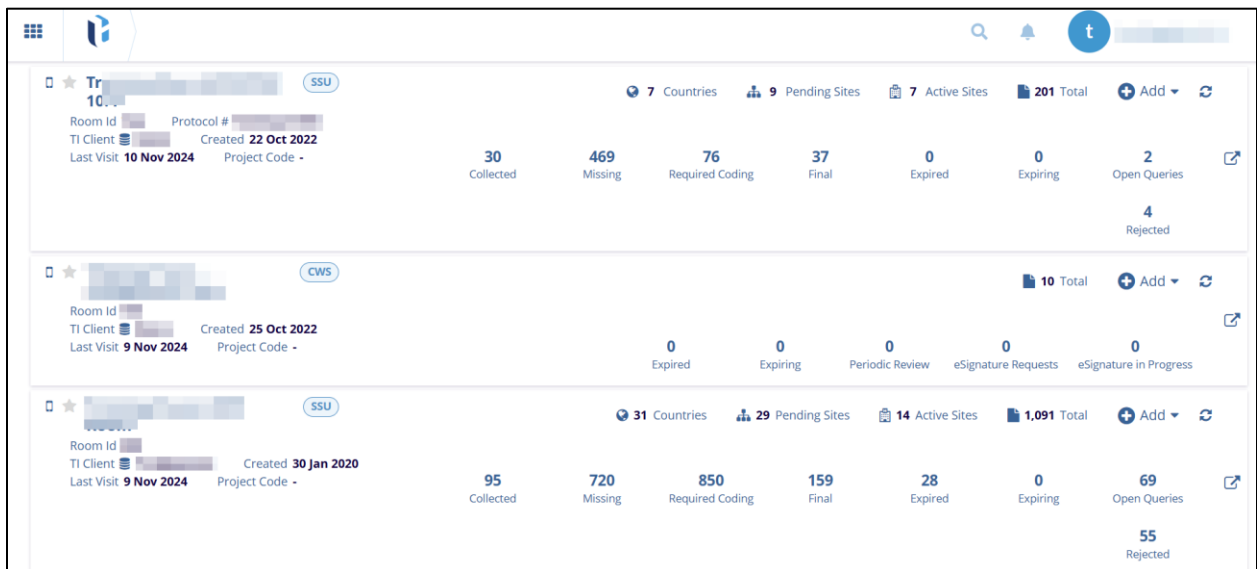 t
Tr
SSU
7 Countries 9 Pending Sites 7 Active Sites 201 Total Add
Room Id Protocol #
TI Client Created 22 Oct 2022
Last Visit 10 Nov 2024 Project Code -
30 469 76 37 0 0 2
Collected Missing Required Coding Final Expired Expiring Open Queries
4
Rejected
CWS
10 Total Add
Room Id
TI Client Created 25 Oct 2022
Last Visit 9 Nov 2024 Project Code -
0 0 0 0 0
Expired Expiring Periodic Review eSignature Requests eSignature in Progress
SSU
31 Countries 29 Pending Sites 14 Active Sites 1,091 Total Add
Room Id
TI Client Created 30 Jan 2020
Last Visit 9 Nov 2024 Project Code -
95 720 850 159 28 0 69
Collected Missing Required Coding Final Expired Expiring Open Queries
55
Rejected